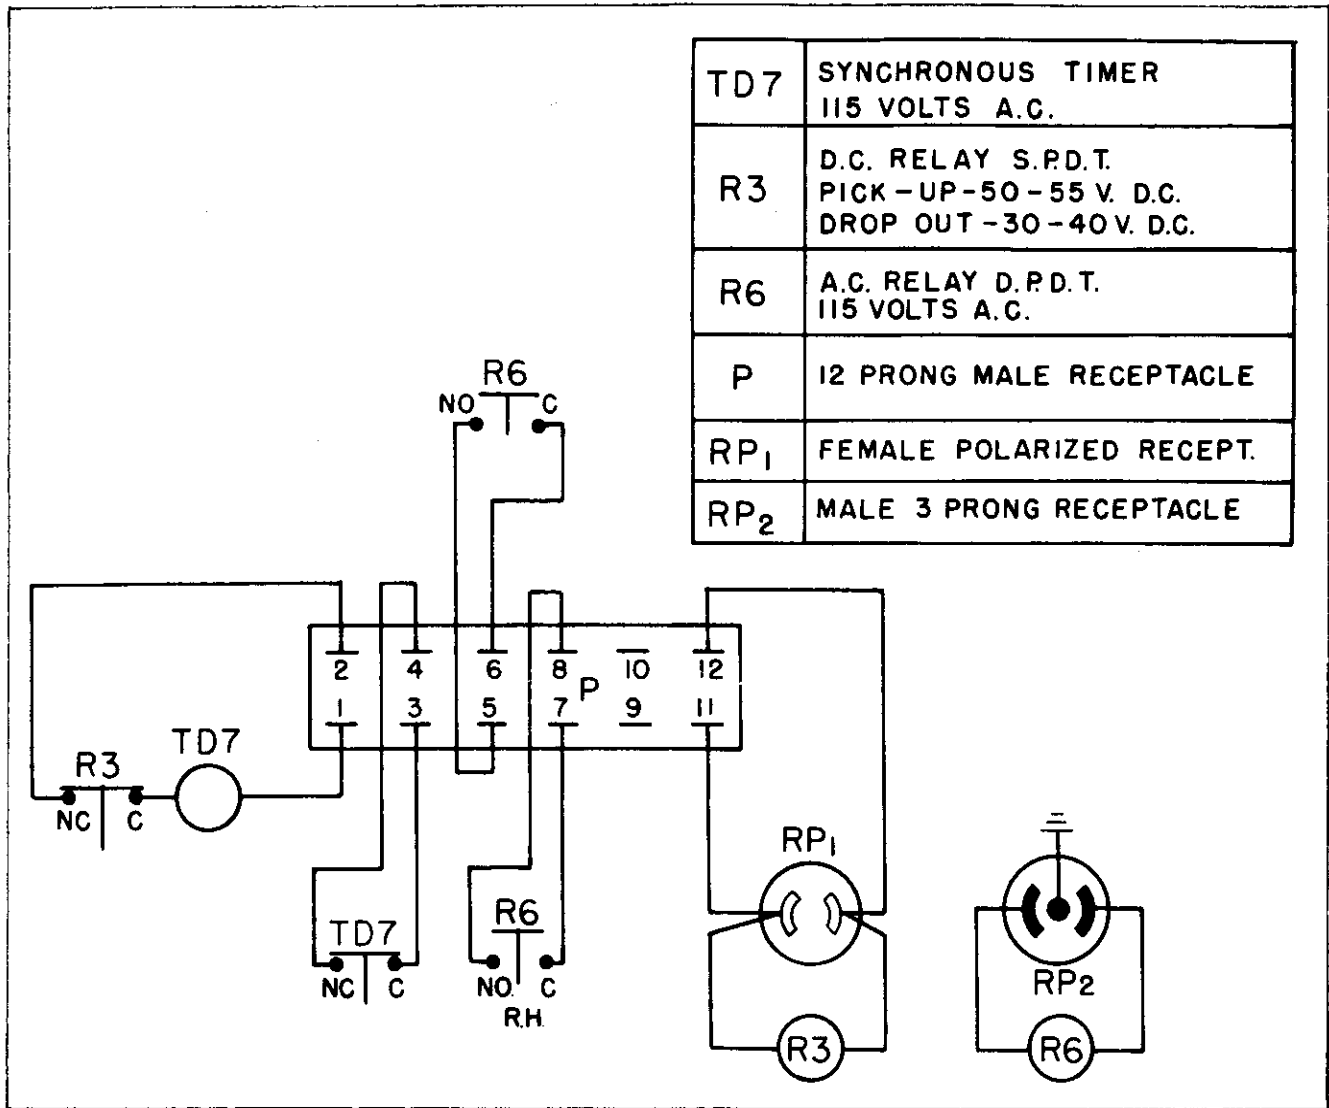 TD7 SYNCHRONOUS TIMER
115 VOLTS A.C.
R3 D.C. RELAY S.P.D.T.
PICK-UP-50-55 V. D.C.
DROP OUT-30-40 V. D.C.
R6 A.C. RELAY D.P.D.T.
115 VOLTS A.C.
P 12 PRONG MALE RECEPTACLE
RP1 FEMALE POLARIZED RECEPT.
RP2 MALE 3 PRONG RECEPTACLE
R6
NO C
2 4 6 8 10 12
P
1 3 5 7 9 11
TD7
R3
NC C
RP1
R6
TD7
NO. C
NC C
R.H.
RP2
R3
R6